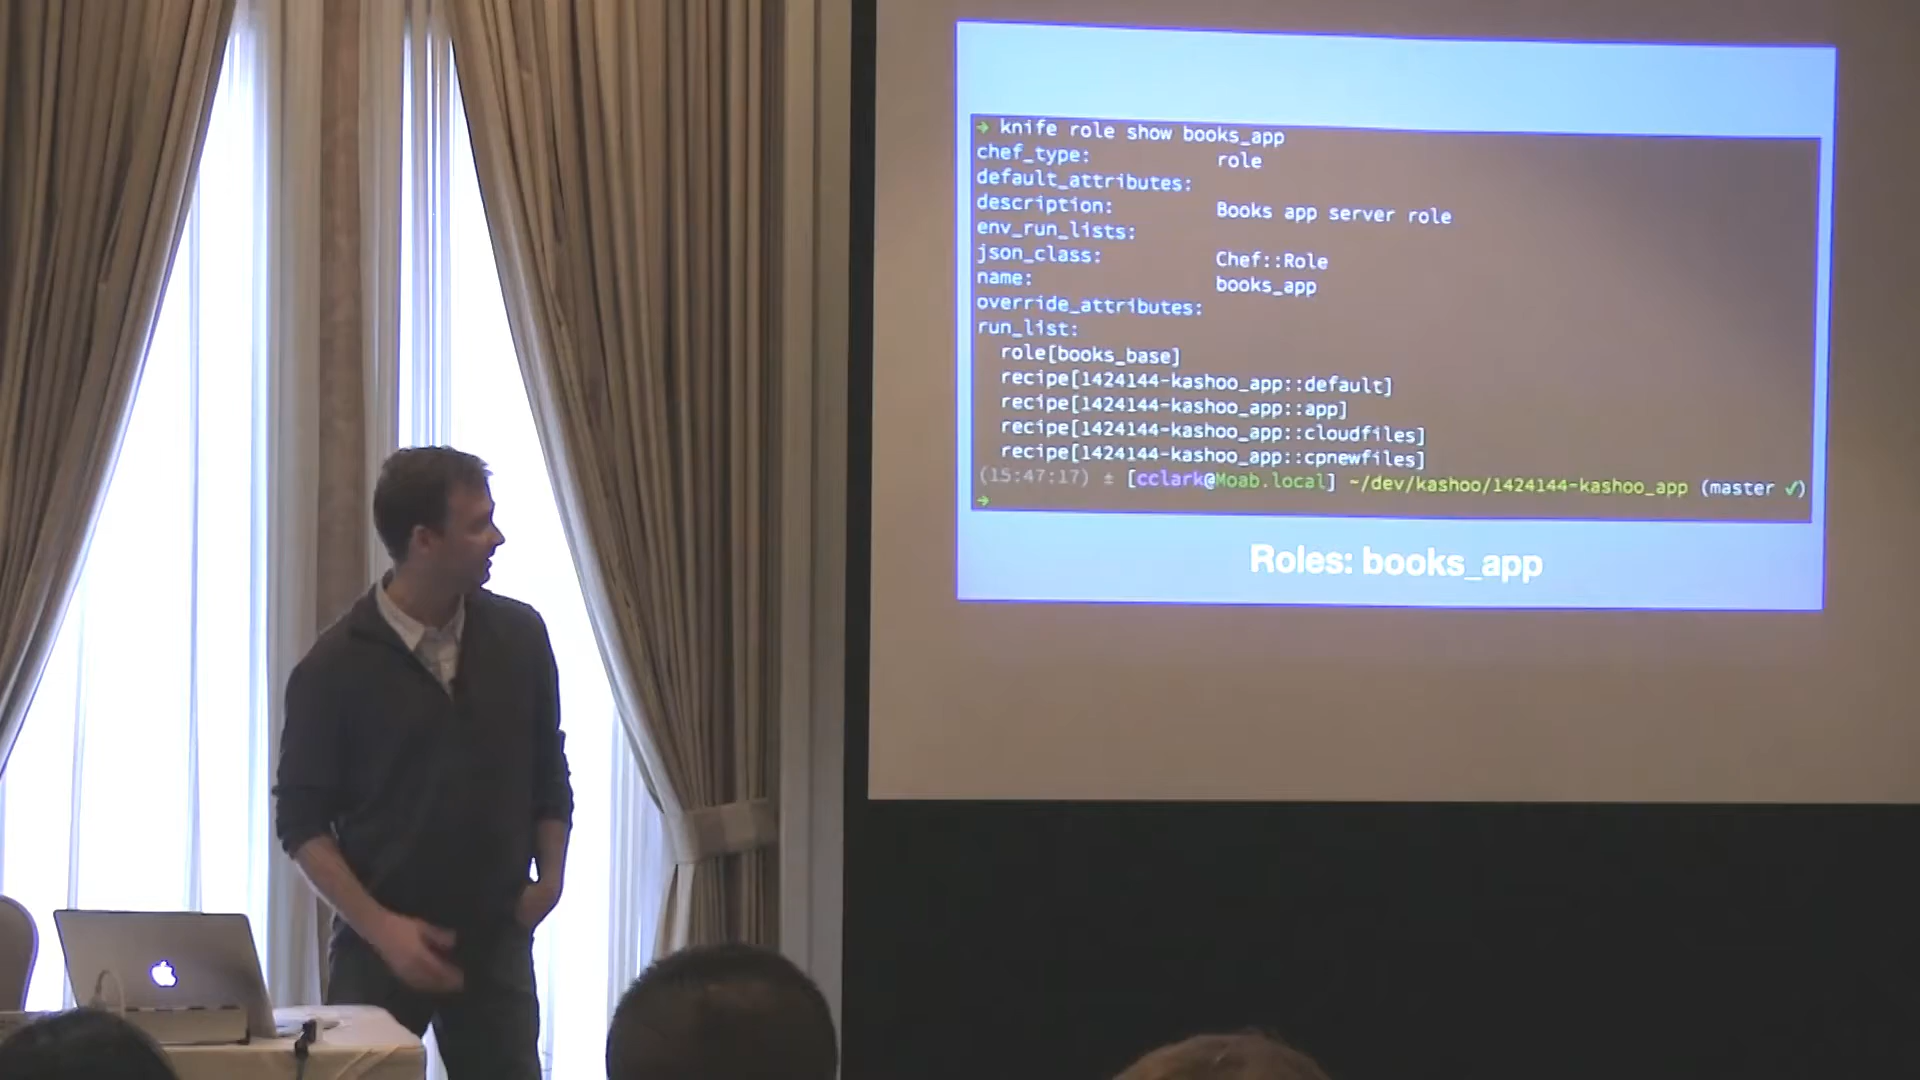 ➜ knife role show books_app
chef_type: role
default_attributes:
description: Books app server role
env_run_lists:
json_class: Chef::Role
name: books_app
override_attributes:
run_list:
role[books_base]
recipe[1424144-kashoo_app::default]
recipe[1424144-kashoo_app::app]
recipe[1424144-kashoo_app::cloudfiles]
recipe[1424144-kashoo_app::cpnewfiles]
(15:47:17) ± [cclark@Moab.local] ~/dev/kashoo/1424144-kashoo_app (master ✓)
➜
Roles: books_app